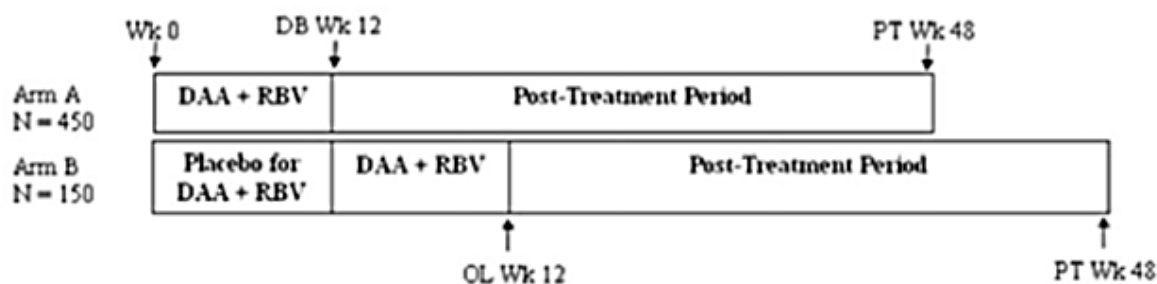 Wk 0
DB Wk 12
PT Wk 48
Arm A
N = 450
DAA + RBV
Post-Treatment Period
Arm B
N = 150
Placebo for
DAA + RBV
DAA + RBV
Post-Treatment Period
OL Wk 12
PT Wk 48